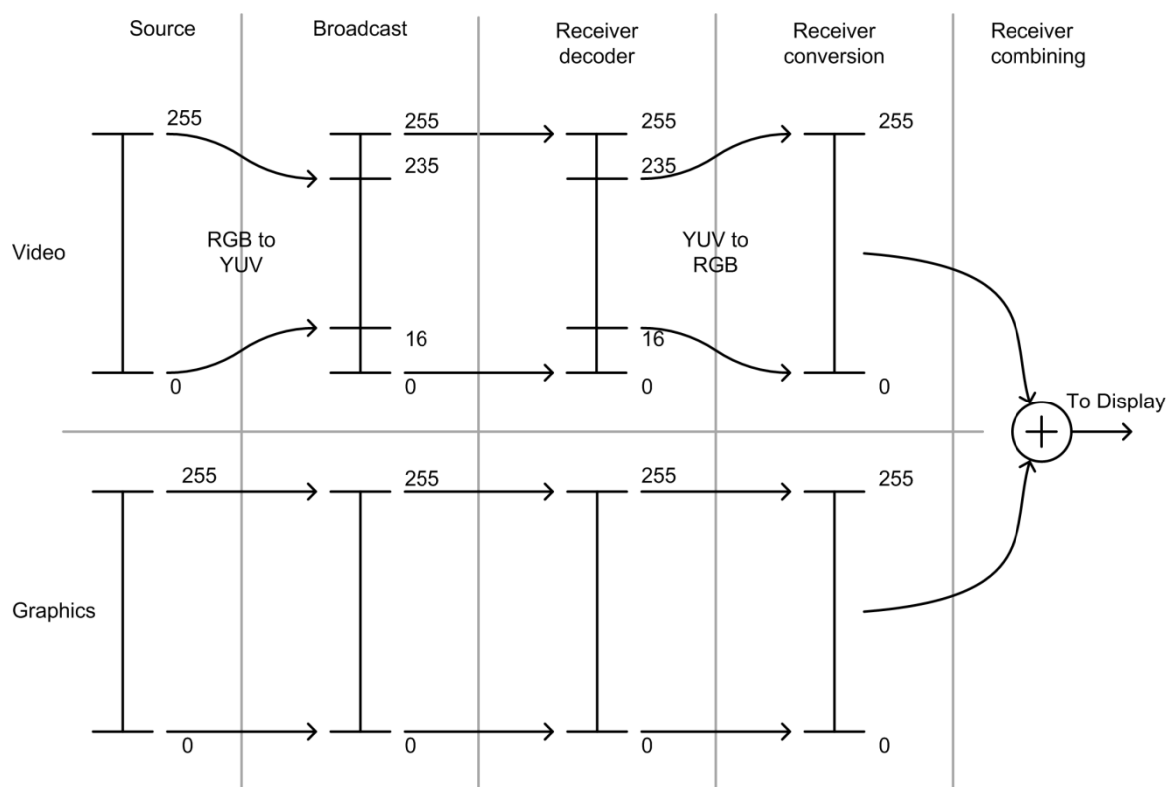 Source
Broadcast
Receiver
decoder
Receiver
conversion
Receiver
combining
255
255
235
255
235
255
Video
RGB to
YUV
YUV to
RGB
16
16
0
0
0
0
To Display
255
255
255
255
Graphics
0
0
0
0